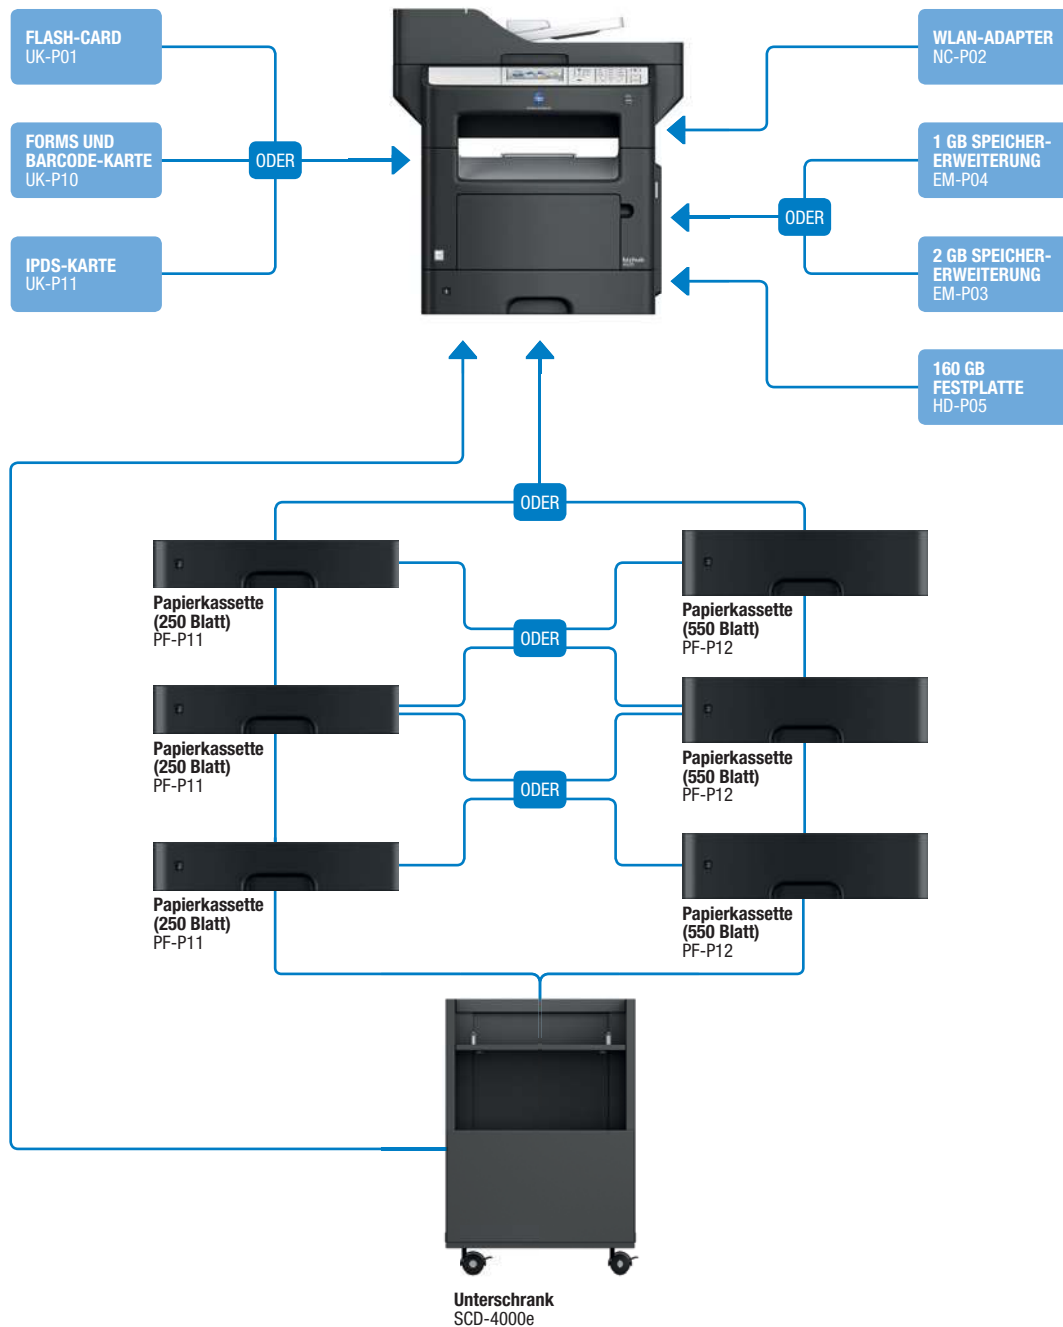 FLASH-CARD
UK-P01
FORMS UND
BARCODE-KARTE
UK-P10
IPDS-KARTE
UK-P11
ODER
WLAN-ADAPTER
NC-P02
1 GB SPEICHER-
ERWEITERUNG
EM-P04
ODER
2 GB SPEICHER-
ERWEITERUNG
EM-P03
160 GB
FESTPLATTE
HD-P05
bizhub
ODER
Papierkassette
(250 Blatt)
PF-P11
Papierkassette
(550 Blatt)
PF-P12
ODER
Papierkassette
(250 Blatt)
PF-P11
Papierkassette
(550 Blatt)
PF-P12
ODER
Papierkassette
(250 Blatt)
PF-P11
Papierkassette
(550 Blatt)
PF-P12
Unterschrank
SCD-4000e